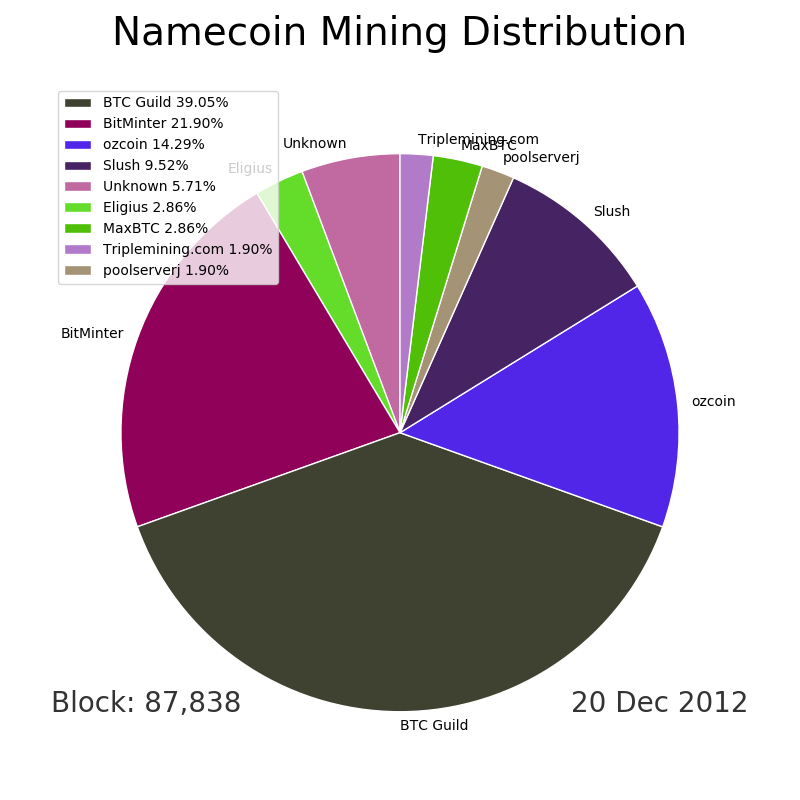 Namecoin Mining Distribution
BTC Guild 39.05%
BitMinter 21.90%
ozcoin 14.29%
Slush 9.52%
Unknown 5.71%
Eligius 2.86%
MaxBTC 2.86%
Triplemining.com 1.90%
poolserverj 1.90%
Unknown
Triplemining.com
MaxBTC
poolserverj
Eligius
Slush
BitMinter
ozcoin
Block: 87,838
20 Dec 2012
BTC Guild